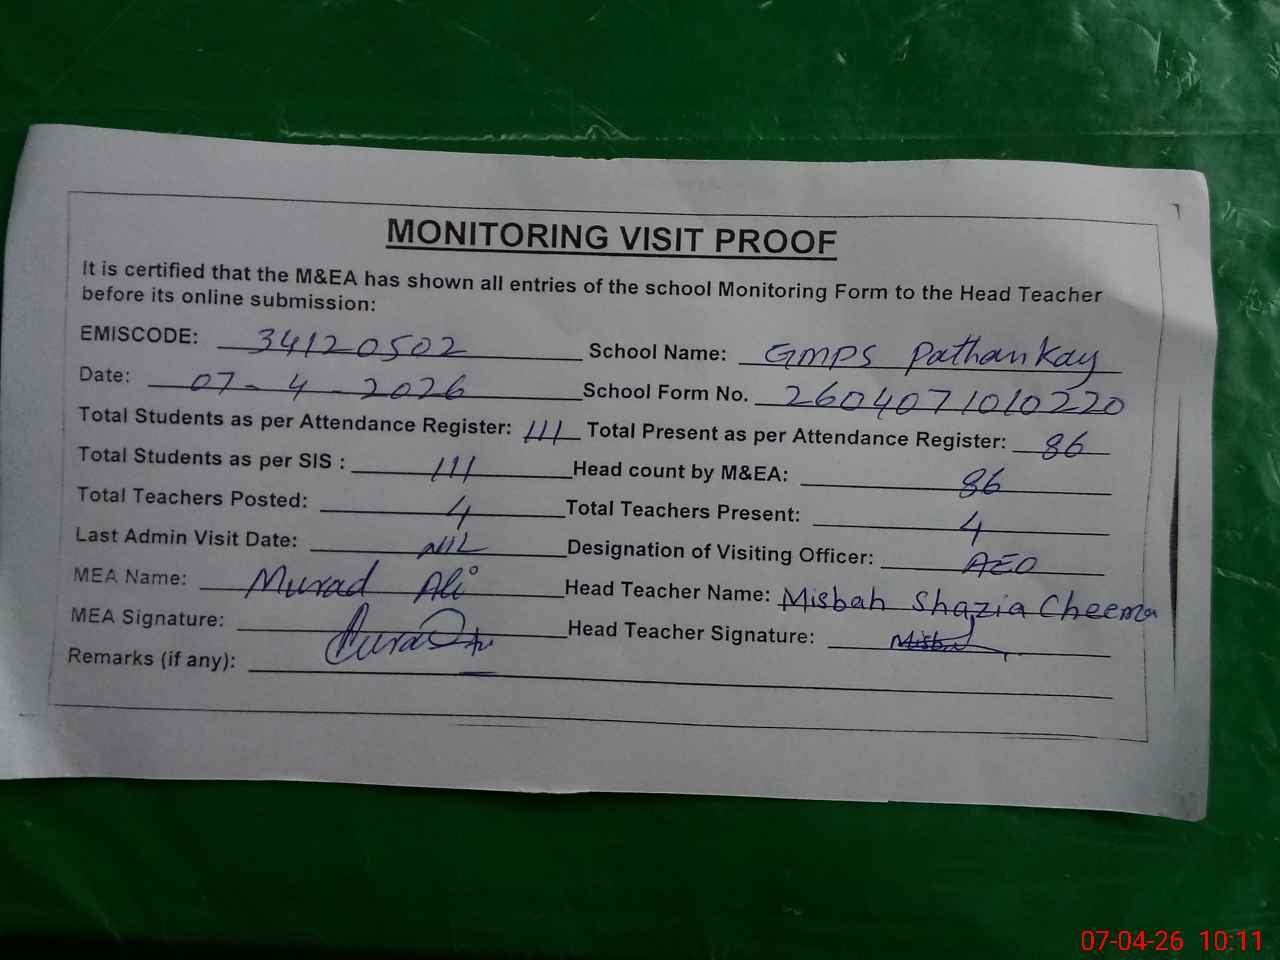 MONITORING VISIT PROOF
It is certified that the M&EA has shown all entries of the school Monitoring Form to the Head Teacher
before its online submission:
EMISCODE: 34120502 School Name: GMPS Pathankay
Date: 07-4-2026 School Form No. 2604071010220
Total Students as per Attendance Register: 111 Total Present as per Attendance Register: 86
Total Students as per SIS : 111 Head count by M&EA: 86
Total Teachers Posted: 4 Total Teachers Present: 4
Last Admin Visit Date: NIL Designation of Visiting Officer: AEO
MEA Name: Murad Ali Head Teacher Name: Misbah Shazia Cheema
MEA Signature: Head Teacher Signature: Misbah
Remarks (if any):
07-04-26 10:11